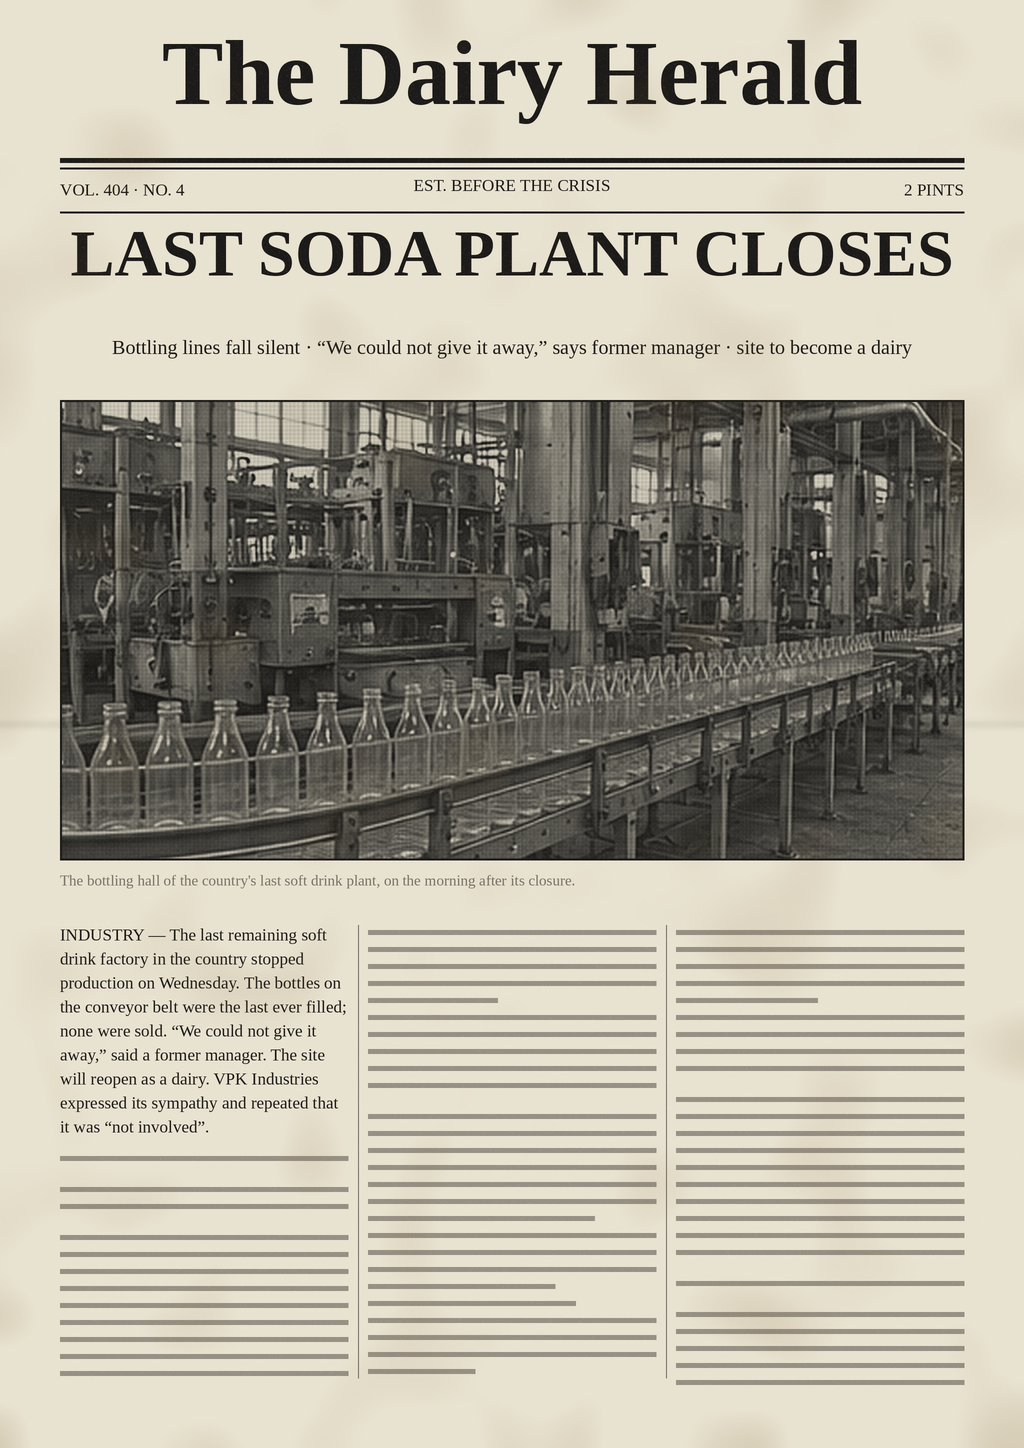 The Dairy Herald
VOL. 404 · NO. 4
EST. BEFORE THE CRISIS
2 PINTS
LAST SODA PLANT CLOSES
Bottling lines fall silent · “We could not give it away,” says former manager · site to become a dairy
The bottling hall of the country's last soft drink plant, on the morning after its closure.
INDUSTRY — The last remaining soft
drink factory in the country stopped
production on Wednesday. The bottles on
the conveyor belt were the last ever filled;
none were sold. “We could not give it
away,” said a former manager. The site
will reopen as a dairy. VPK Industries
expressed its sympathy and repeated that
it was “not involved”.